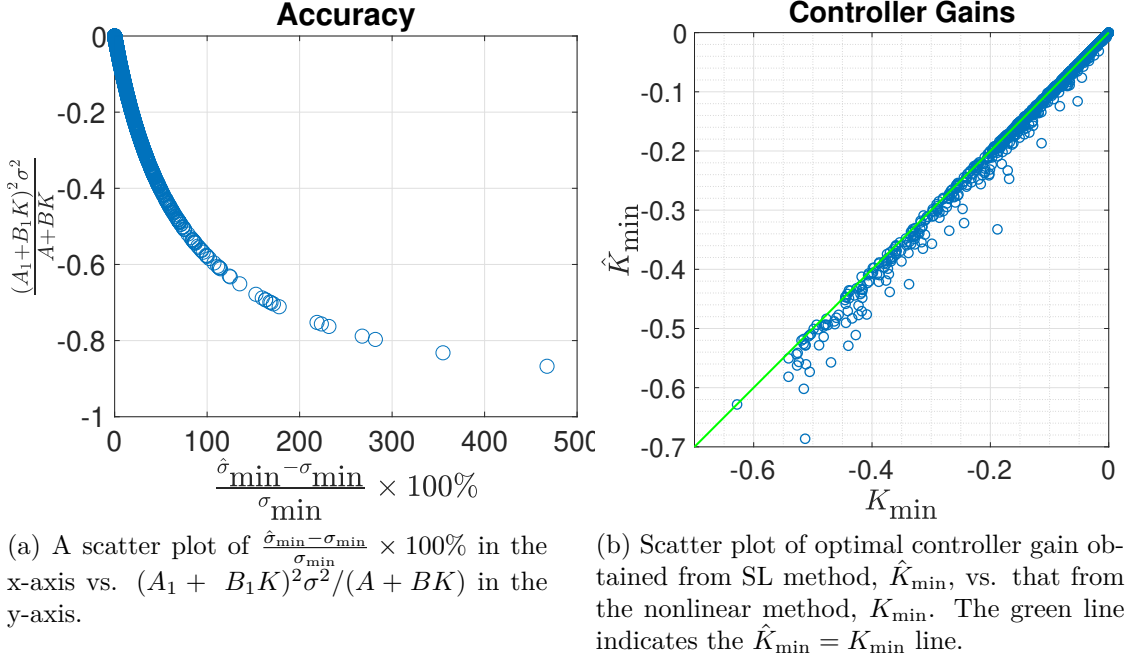 Accuracy
0
-0.2
-0.4
-0.6
-0.8
-1
0 100 200 300 400 500
(A₁+B₁K)²σ²/A+BK
σ̂min−σmin/σmin × 100%
(a) A scatter plot of σ̂min−σmin/σmin × 100% in the
x-axis vs. (A₁ + B₁K)²σ²/(A + BK) in the
y-axis.
Controller Gains
0
-0.1
-0.2
-0.3
-0.4
-0.5
-0.6
-0.7
-0.6 -0.4 -0.2 0
K̂min
Kmin
(b) Scatter plot of optimal controller gain ob-
tained from SL method, K̂min, vs. that from
the nonlinear method, Kmin. The green line
indicates the K̂min = Kmin line.